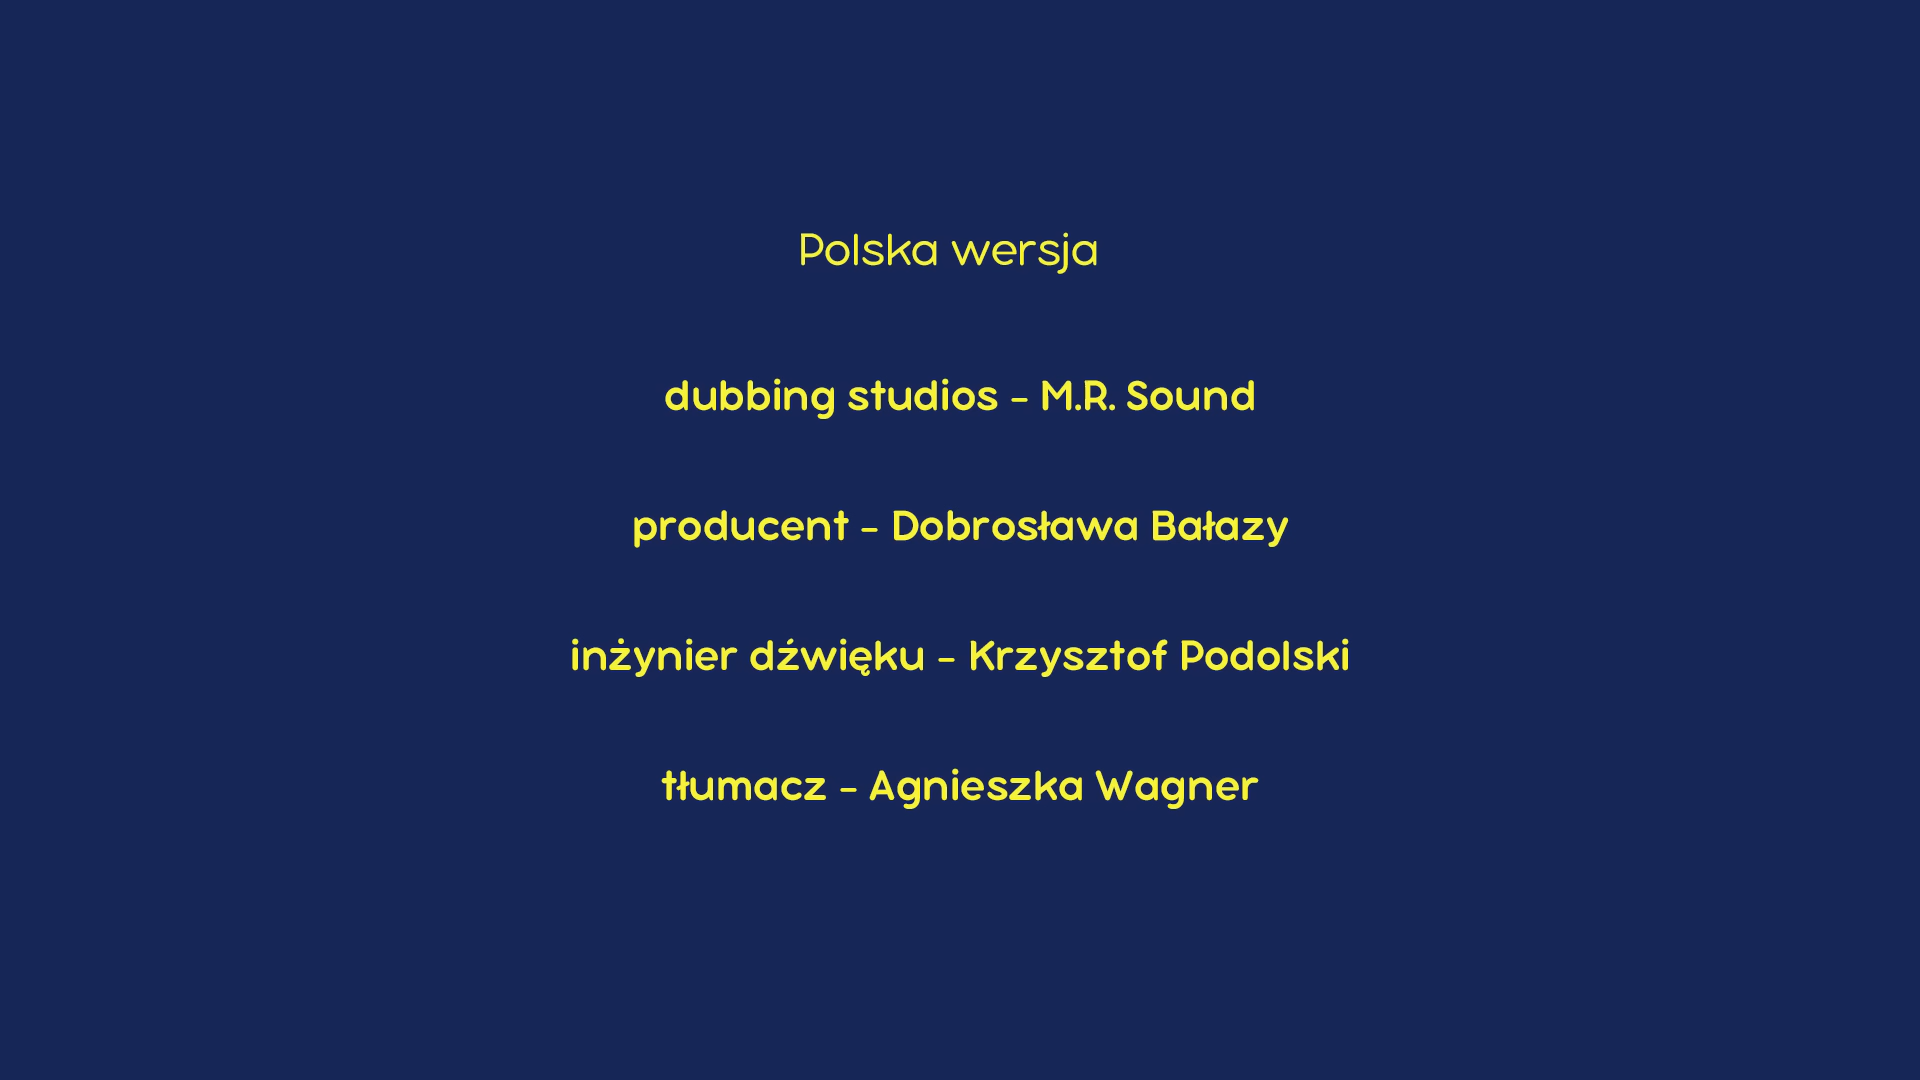 Polska wersja
dubbing studios - M.R. Sound
producent - Dobrosława Bałazy
inżynier dźwięku - Krzysztof Podolski
tłumacz - Agnieszka Wagner